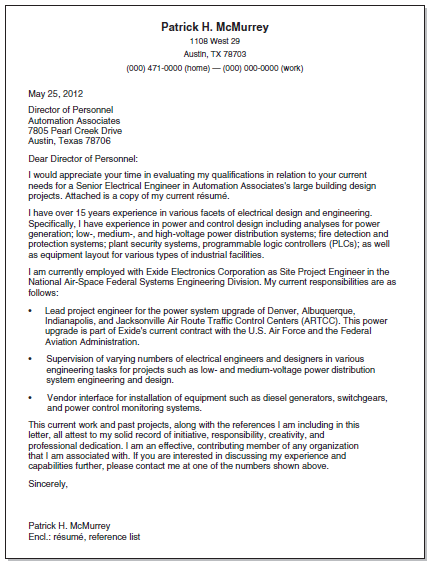 Patrick H. McMurrey
1108 West 29
Austin, TX 78703
(000) 471-0000 (home) — (000) 000-0000 (work)
May 25, 2012
Director of Personnel
Automation Associates
7805 Pearl Creek Drive
Austin, Texas 78706
Dear Director of Personnel:
I would appreciate your time in evaluating my qualifications in relation to your current
needs for a Senior Electrical Engineer in Automation Associates's large building design
projects. Attached is a copy of my current résumé.
I have over 15 years experience in various facets of electrical design and engineering.
Specifically, I have experience in power and control design including analyses for power
generation; low-, medium-, and high-voltage power distribution systems; fire detection and
protection systems; plant security systems, programmable logic controllers (PLCs); as well
as equipment layout for various types of industrial facilities.
I am currently employed with Exide Electronics Corporation as Site Project Engineer in the
National Air-Space Federal Systems Engineering Division. My current responsibilities are as
follows:
• Lead project engineer for the power system upgrade of Denver, Albuquerque,
Indianapolis, and Jacksonville Air Route Traffic Control Centers (ARTCC). This power
upgrade is part of Exide's current contract with the U.S. Air Force and the Federal
Aviation Administration.
• Supervision of varying numbers of electrical engineers and designers in various
engineering tasks for projects such as low- and medium-voltage power distribution
system engineering and design.
• Vendor interface for installation of equipment such as diesel generators, switchgears,
and power control monitoring systems.
This current work and past projects, along with the references I am including in this
letter, all attest to my solid record of initiative, responsibility, creativity, and
professional dedication. I am an effective, contributing member of any organization
that I am associated with. If you are interested in discussing my experience and
capabilities further, please contact me at one of the numbers shown above.
Sincerely,
Patrick H. McMurrey
Encl.: résumé, reference list